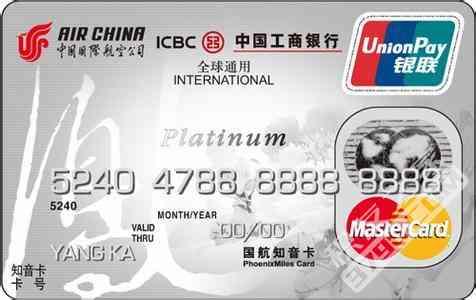 AIR CHINA
中国国際航空公司
ICBC 中国工商银行
全球通用
INTERNATIONAL
UnionPay
银联
Platinum
5240 4788 8888 8888
5240
MONTH/YEAR
VALID
THRU
00/00
YANG KA
MasterCard
知音卡
卡 号
国航知音卡
PhoenixMiles Card